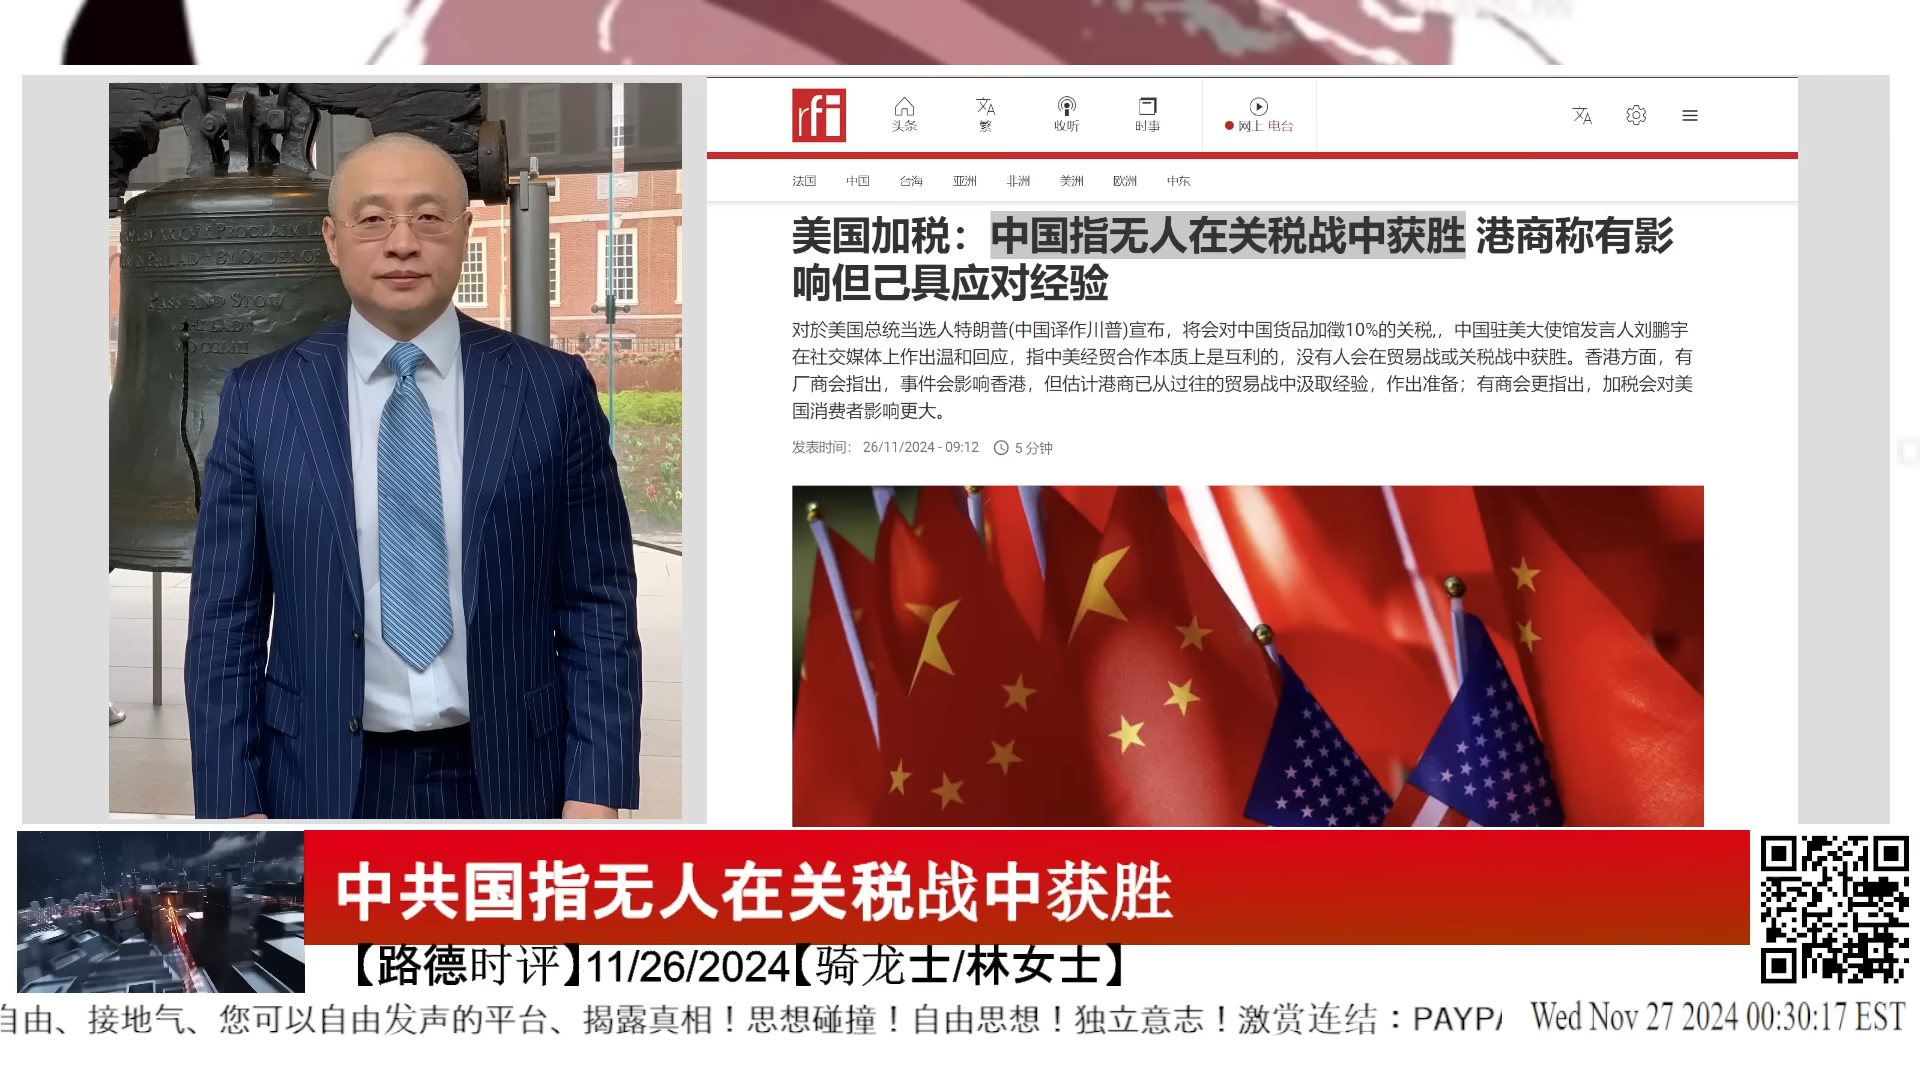 rfi
头条
繁
收听
时事
网上 电台
法国 中国 台海 亚洲 非洲 美洲 欧洲 中东
美国加税：中国指无人在关税战中获胜 港商称有影
响但己具应对经验
对於美国总统当选人特朗普(中国译作川普)宣布，将会对中国货品加徵10%的关税,，中国驻美大使馆发言人刘鹏宇
在社交媒体上作出温和回应，指中美经贸合作本质上是互利的，没有人会在贸易战或关税战中获胜。香港方面，有
厂商会指出，事件会影响香港，但估计港商已从过往的贸易战中汲取经验，作出准备；有商会更指出，加税会对美
国消费者影响更大。
发表时间： 26/11/2024 - 09:12 5 分钟
PASS AND STOW
中共国指无人在关税战中获胜
【路德时评】11/26/2024【骑龙士/林女士】
自由、接地气、您可以自由发声的平台、揭露真相！思想碰撞！自由思想！独立意志！激赏连结：PAYPA
Wed Nov 27 2024 00:30:17 EST